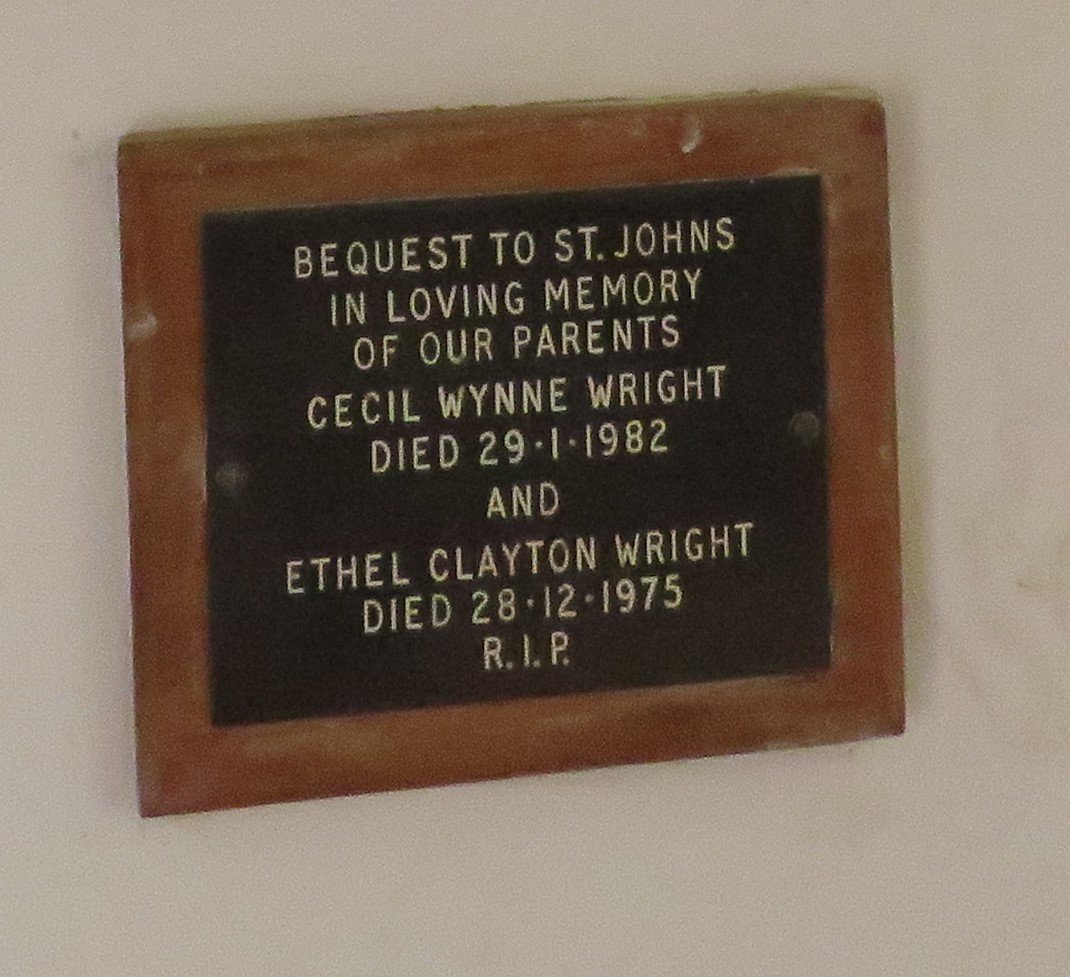 BEQUEST TO ST. JOHNS
IN LOVING MEMORY
OF OUR PARENTS
CECIL WYNNE WRIGHT
DIED 29·1·1982
AND
ETHEL CLAYTON WRIGHT
DIED 28·12·1975
R.I.P.